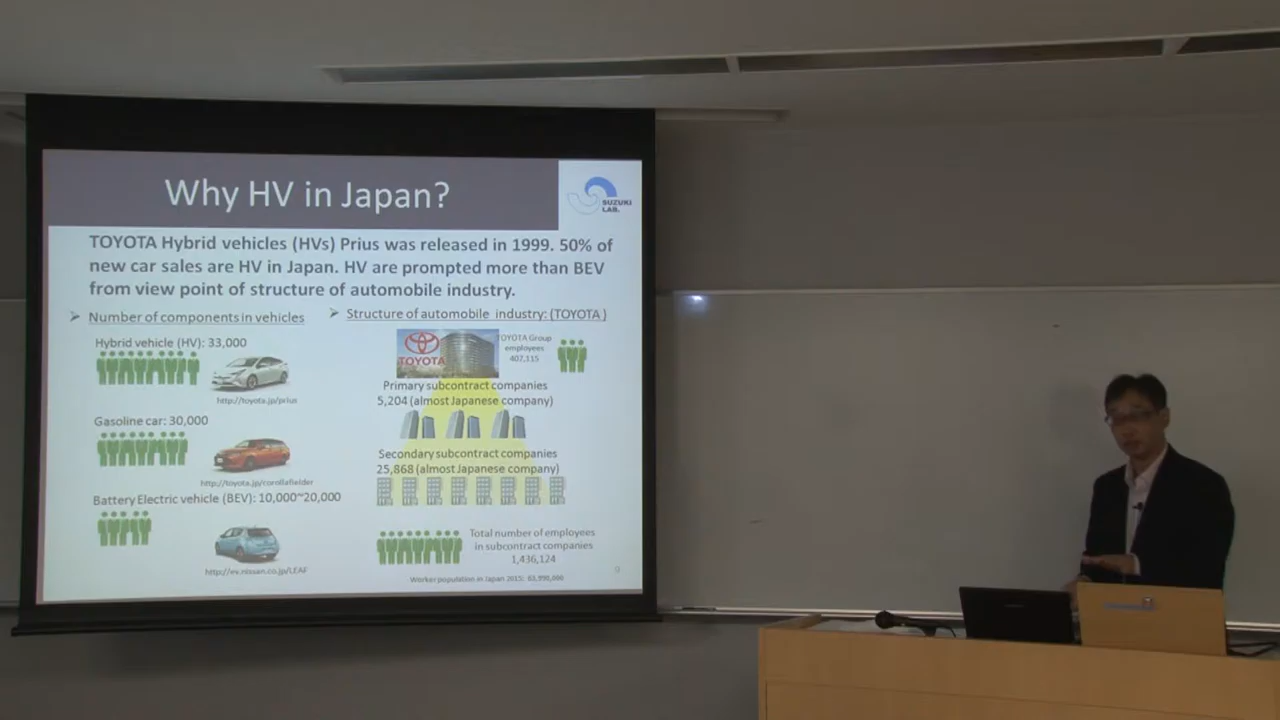 Why HV in Japan?
SUZUKI
LAB.
TOYOTA Hybrid vehicles (HVs) Prius was released in 1999. 50% of
new car sales are HV in Japan. HV are prompted more than BEV
from view point of structure of automobile industry.
Number of components in vehicles
Hybrid vehicle (HV): 33,000
http://toyota.jp/prius
Gasoline car: 30,000
http://toyota.jp/corollafielder
Battery Electric vehicle (BEV): 10,000~20,000
http://ev.nissan.co.jp/LEAF
Structure of automobile industry: (TOYOTA)
TOYOTA
TOYOTA Group
employees
407,115
Primary subcontract companies
5,204 (almost Japanese company)
Secondary subcontract companies
25,868 (almost Japanese company)
Total number of employees
in subcontract companies
1,436,124
Worker population in Japan 2015:
9